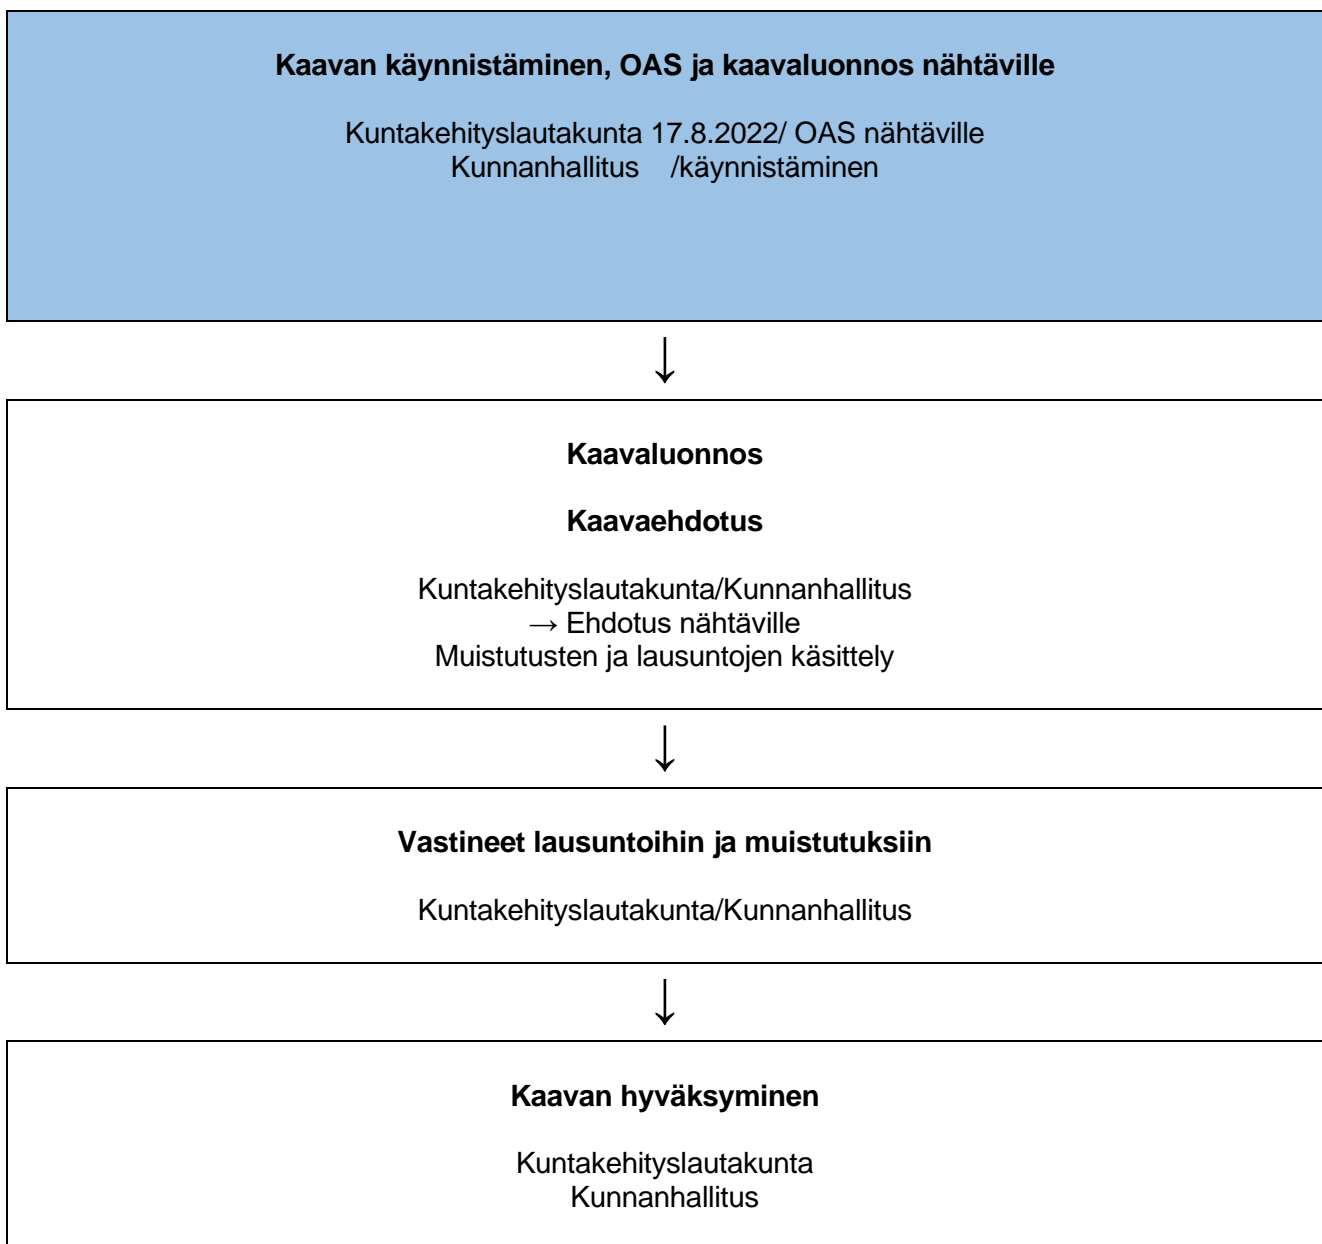 Kaavan käynnistäminen, OAS ja kaavaluonnos nähtäville
Kuntakehityslautakunta 17.8.2022/ OAS nähtäville
Kunnanhallitus /käynnistäminen
↓
Kaavaluonnos
Kaavaehdotus
Kuntakehityslautakunta/Kunnanhallitus
→ Ehdotus nähtäville
Muistutusten ja lausuntojen käsittely
↓
Vastineet lausuntoihin ja muistutuksiin
Kuntakehityslautakunta/Kunnanhallitus
↓
Kaavan hyväksyminen
Kuntakehityslautakunta
Kunnanhallitus